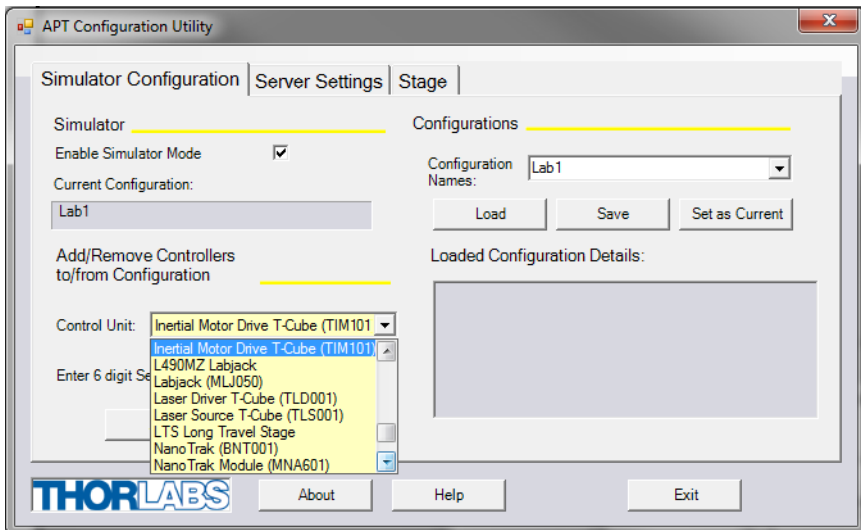 APT Configuration Utility
Simulator Configuration
Server Settings
Stage
Simulator
Enable Simulator Mode
Current Configuration:
Lab1
Add/Remove Controllers
to/from Configuration
Control Unit:
Inertial Motor Drive T-Cube (TIM101
Inertial Motor Drive T-Cube (TIM101)
L490MZ Labjack
Labjack (MLJ050)
Laser Driver T-Cube (TLD001)
Laser Source T-Cube (TLS001)
LTS Long Travel Stage
NanoTrak (BNT001)
NanoTrak Module (MNA601)
Enter 6 digit Se
Configurations
Configuration
Names:
Lab1
Load
Save
Set as Current
Loaded Configuration Details:
THORLABS
About
Help
Exit